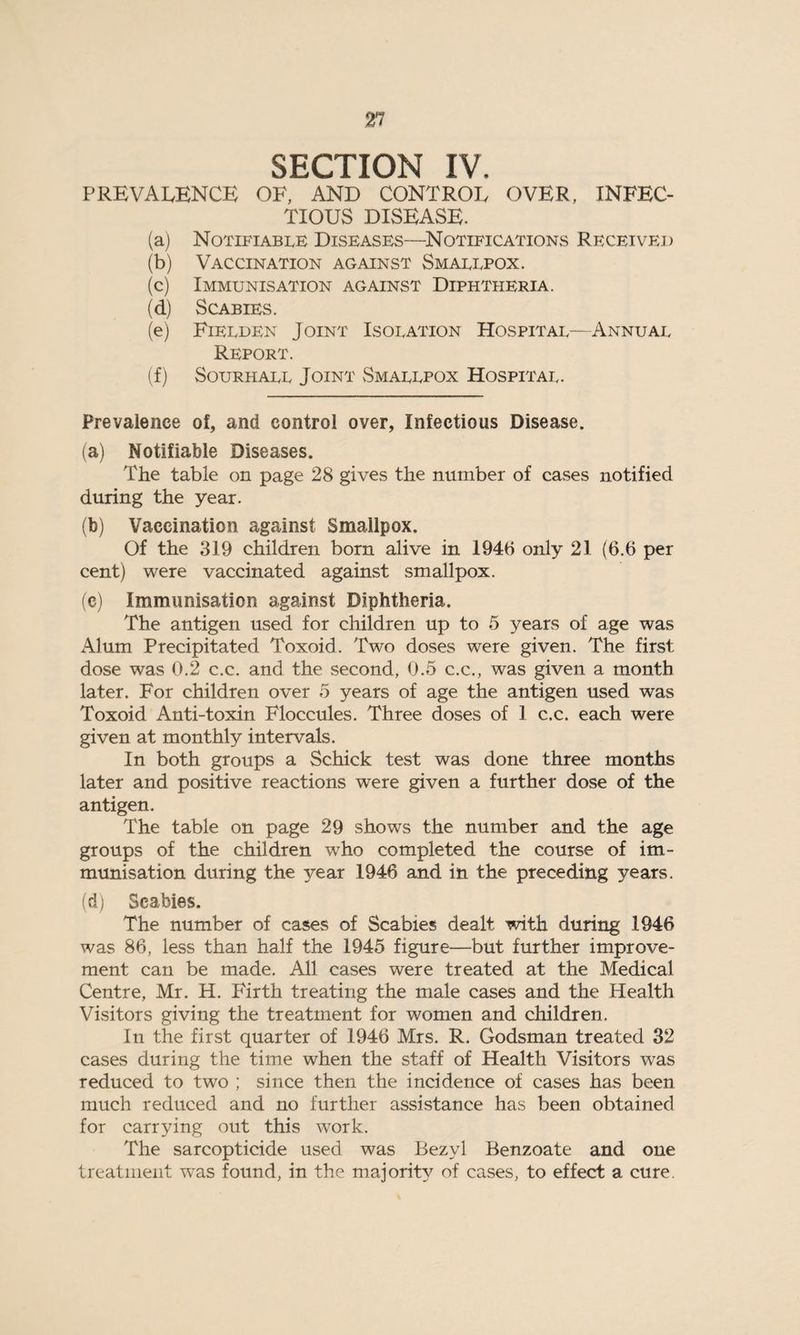 27
SECTION IV.
PREVALENCE OF, AND CONTROL OVER, INFEC-
TIOUS DISEASE.
(a) Notifiable Diseases—Notifications Received
(b) Vaccination against Smallpox.
(c) Immunisation against Diphtheria.
(d) Scabies.
(e) Fielden Joint Isolation Hospital—Annual
Report.
(f) Sourhall Joint Smallpox Hospital.
Prevalence of, and control over, Infectious Disease.
(a) Notifiable Diseases.
The table on page 28 gives the number of cases notified
during the year.
(b) Vaccination against Smallpox.
Of the 319 children born alive in 1946 only 21 (6.6 per
cent) were vaccinated against smallpox.
(c) Immunisation against Diphtheria.
The antigen used for children up to 5 years of age was
Alum Precipitated Toxoid. Two doses were given. The first
dose was 0.2 c.c. and the second, 0.5 c.c., was given a month
later. For children over 5 years of age the antigen used was
Toxoid Anti-toxin Floccules. Three doses of 1 c.c. each were
given at monthly intervals.
In both groups a Schick test was done three months
later and positive reactions were given a further dose of the
antigen.
The table on page 29 shows the number and the age
groups of the children who completed the course of im-
munisation during the year 1946 and in the preceding years.
(d) Scabies.
The number of cases of Scabies dealt with during 1946
was 86, less than half the 1945 figure—but further improve-
ment can be made. All cases were treated at the Medical
Centre, Mr. H. Firth treating the male cases and the Health
Visitors giving the treatment for women and children.
In the first quarter of 1946 Mrs. R. Godsman treated 32
cases during the time when the staff of Health Visitors was
reduced to two ; since then the incidence of cases has been
much reduced and no further assistance has been obtained
for carrying out this work.
The sarcopticide used was Bezyl Benzoate and one
treatment was found, in the majority of cases, to effect a cure.